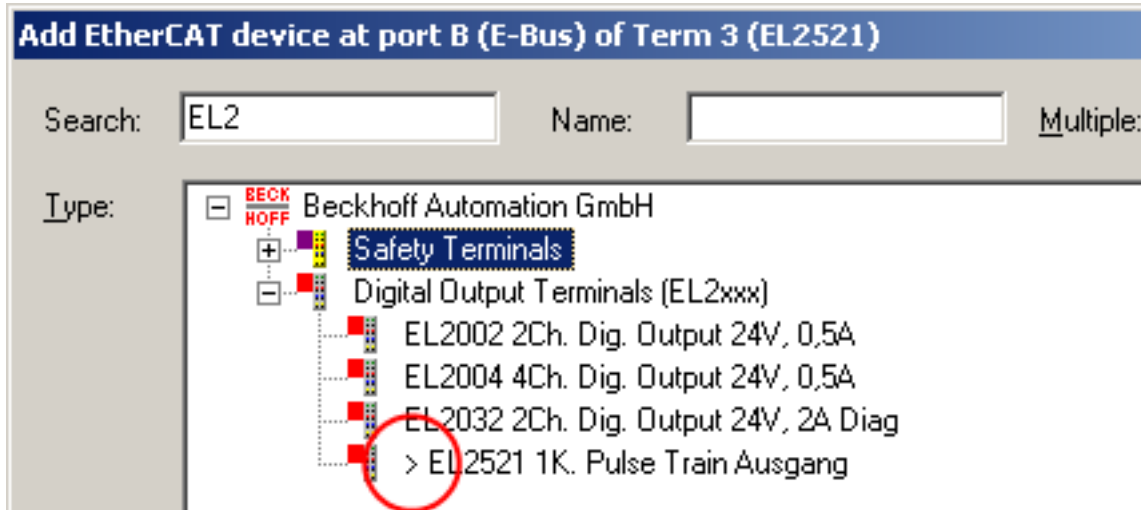 Add EtherCAT device at port B (E-Bus) of Term 3 (EL2521)
Search: EL2 Name: Multiple:
Type:
BECK
HOFF
Beckhoff Automation GmbH
Safety Terminals
Digital Output Terminals (EL2xxx)
EL2002 2Ch. Dig. Output 24V, 0,5A
EL2004 4Ch. Dig. Output 24V, 0,5A
EL2032 2Ch. Dig. Output 24V, 2A Diag
> EL2521 1K. Pulse Train Ausgang